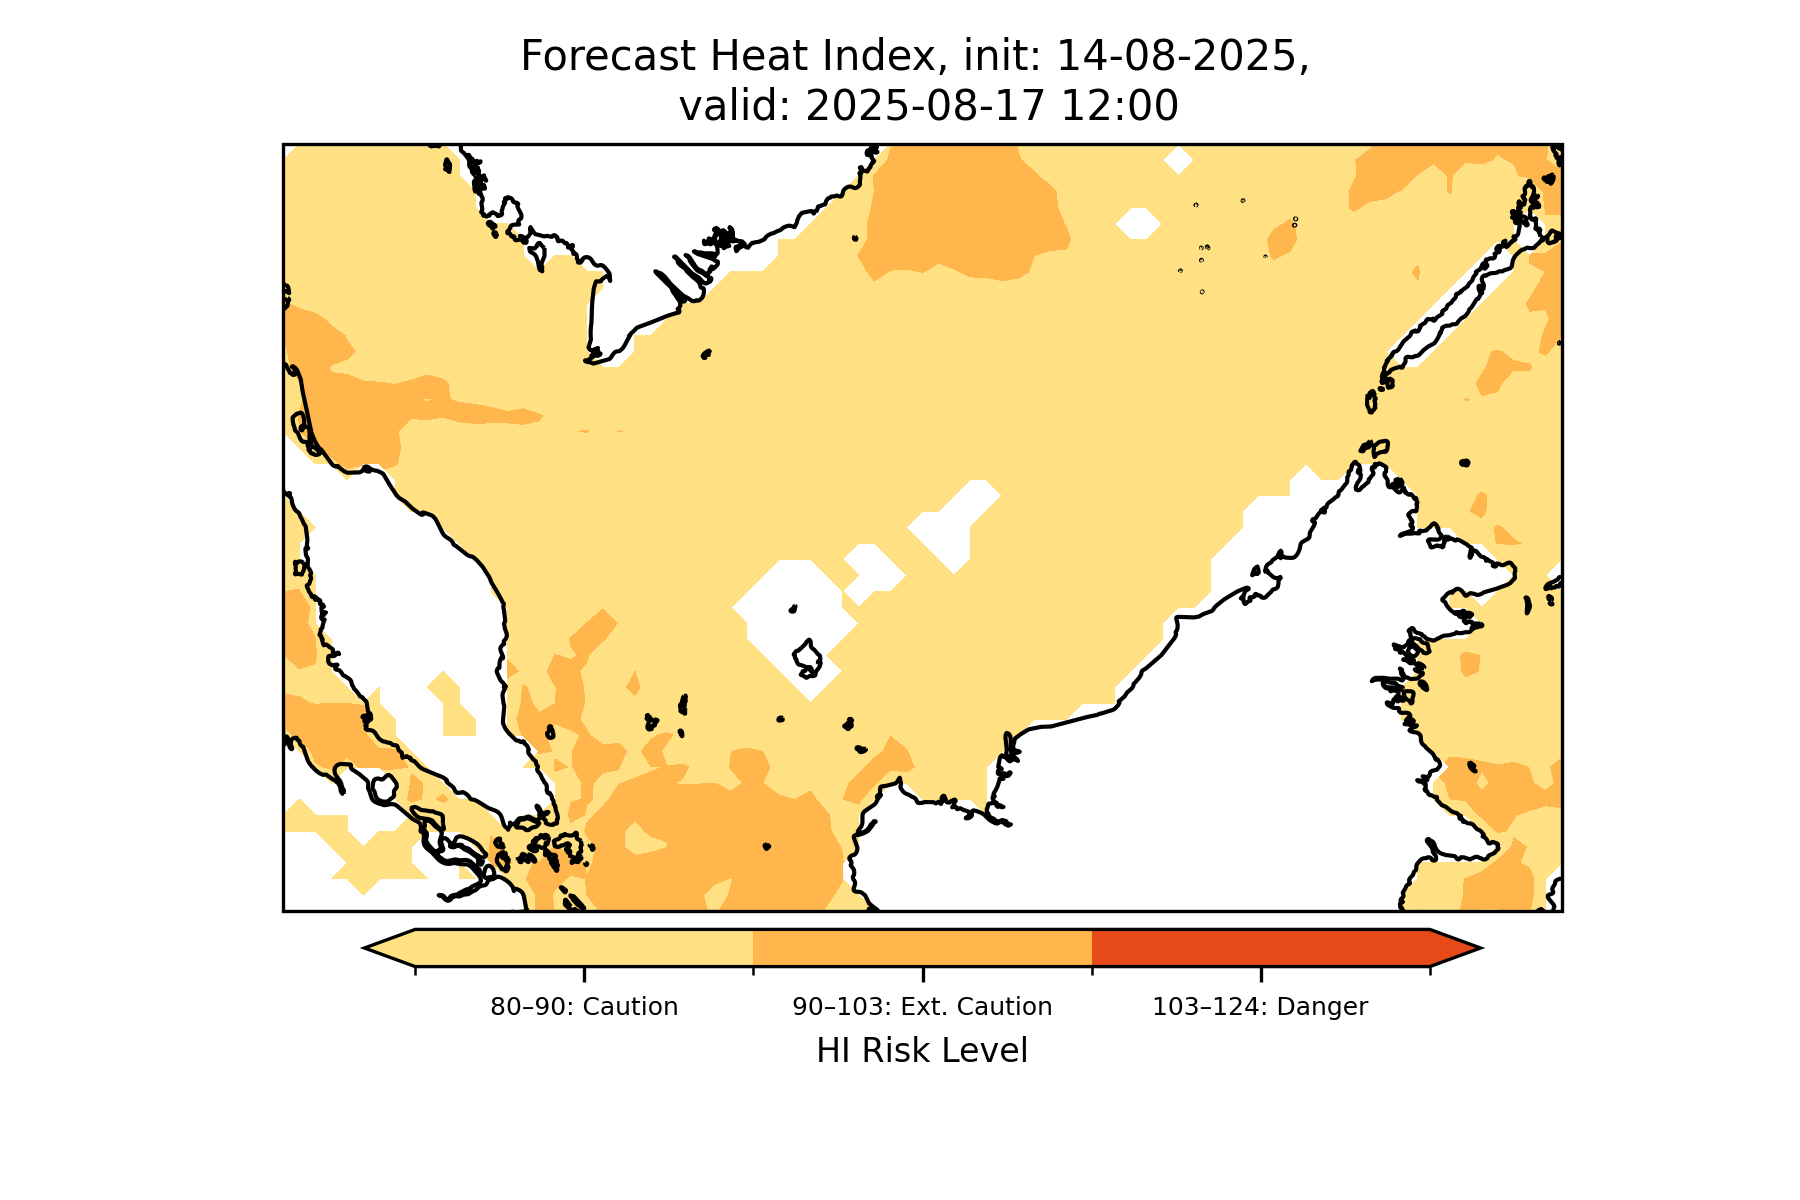 Forecast Heat Index, init: 14-08-2025,
valid: 2025-08-17 12:00
80–90: Caution
90–103: Ext. Caution
103–124: Danger
HI Risk Level